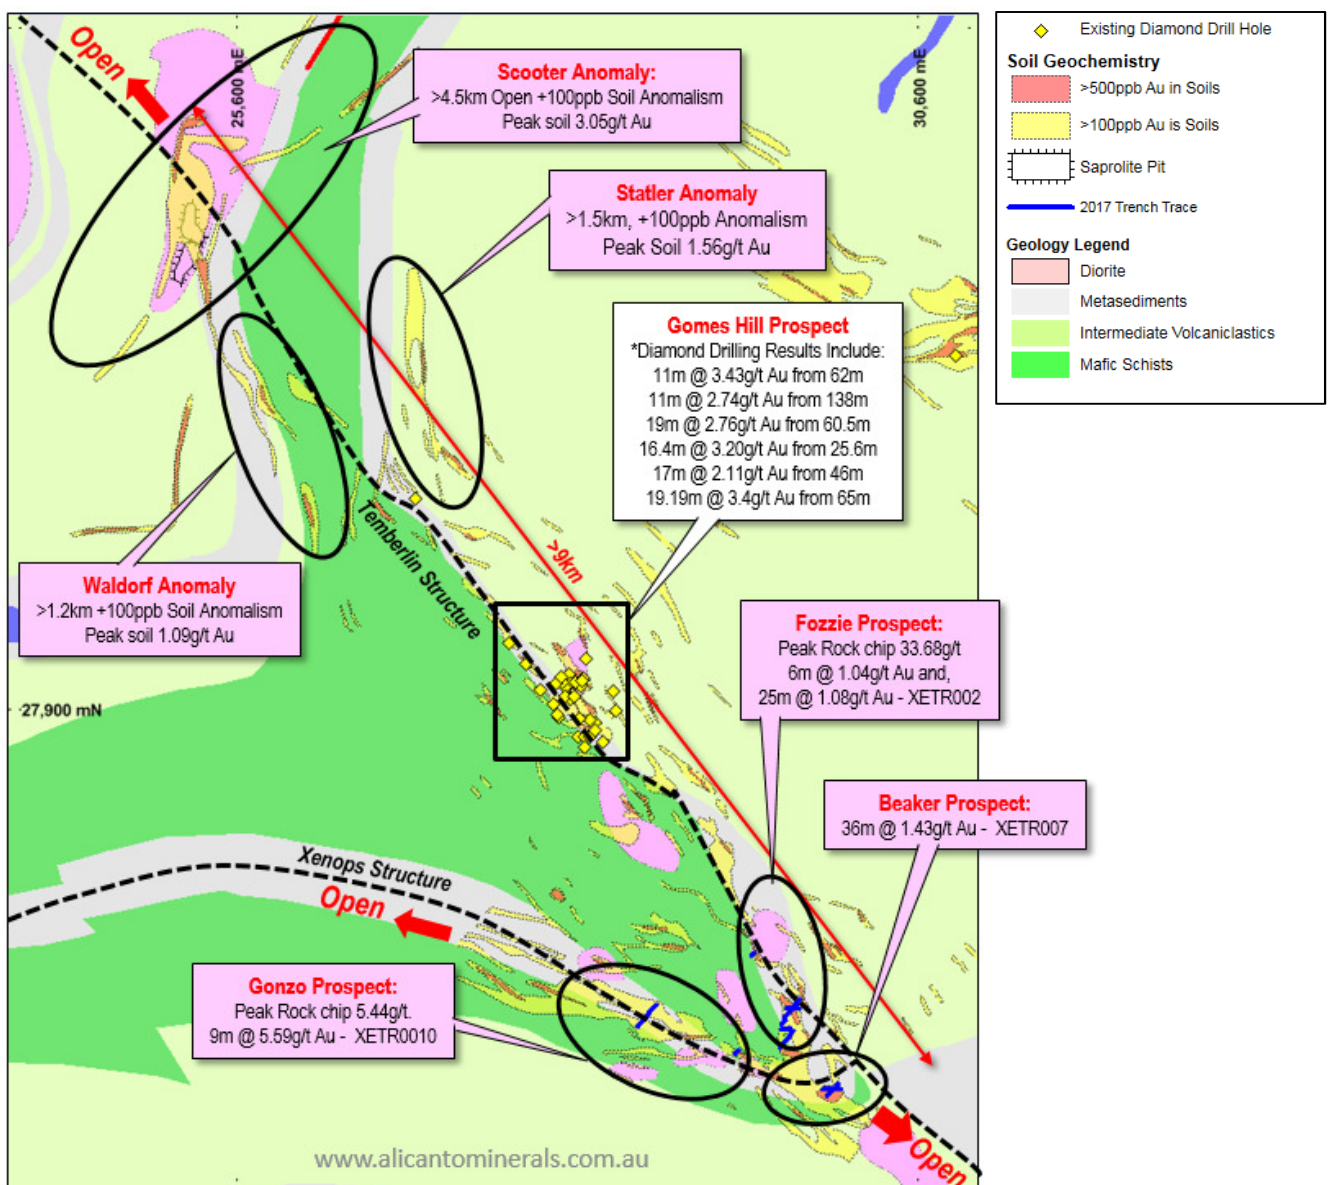 Open
25,600 mE
30,600 mE
Scooter Anomaly:
>4.5km Open +100ppb Soil Anomalism
Peak soil 3.05g/t Au
Statler Anomaly
>1.5km, +100ppb Anomalism
Peak Soil 1.56g/t Au
Gomes Hill Prospect
*Diamond Drilling Results Include:
11m @ 3.43g/t Au from 62m
11m @ 2.74g/t Au from 138m
19m @ 2.76g/t Au from 60.5m
16.4m @ 3.20g/t Au from 25.6m
17m @ 2.11g/t Au from 46m
19.19m @ 3.4g/t Au from 65m
Temberlin Structure
>9km
Waldorf Anomaly
>1.2km +100ppb Soil Anomalism
Peak soil 1.09g/t Au
Fozzie Prospect:
Peak Rock chip 33.68g/t
6m @ 1.04g/t Au and,
25m @ 1.08g/t Au - XETR002
27,900 mN
Beaker Prospect:
36m @ 1.43g/t Au - XETR007
Xenops Structure
Open
Gonzo Prospect:
Peak Rock chip 5.44g/t.
9m @ 5.59g/t Au - XETR0010
Open
www.alicantominerals.com.au
Existing Diamond Drill Hole
Soil Geochemistry
>500ppb Au in Soils
>100ppb Au is Soils
Saprolite Pit
2017 Trench Trace
Geology Legend
Diorite
Metasediments
Intermediate Volcaniclastics
Mafic Schists